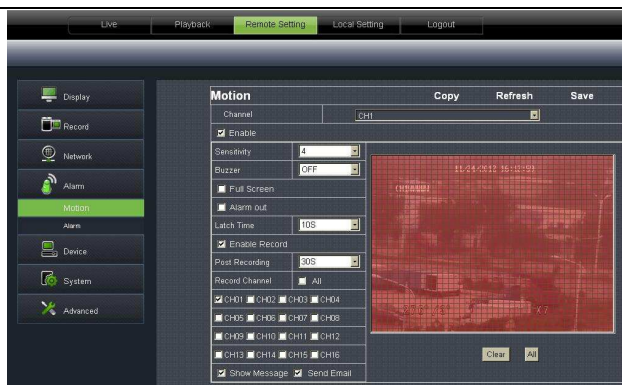 Live Playback Remote Setting Local Setting Logout
Display
Record
Network
Alarm
Motion
Alarm
Device
System
Advanced
Motion Copy Refresh Save
Channel CH1
Enable
Sensitivity 4
Buzzer OFF
Full Screen
Alarm out
Latch Time 10S
Enable Record
Post Recording 30S
Record Channel All
CH01 CH02 CH03 CH04
CH05 CH06 CH07 CH08
CH09 CH10 CH11 CH12
CH13 CH14 CH15 CH16
Show Message Send Email
Clear All